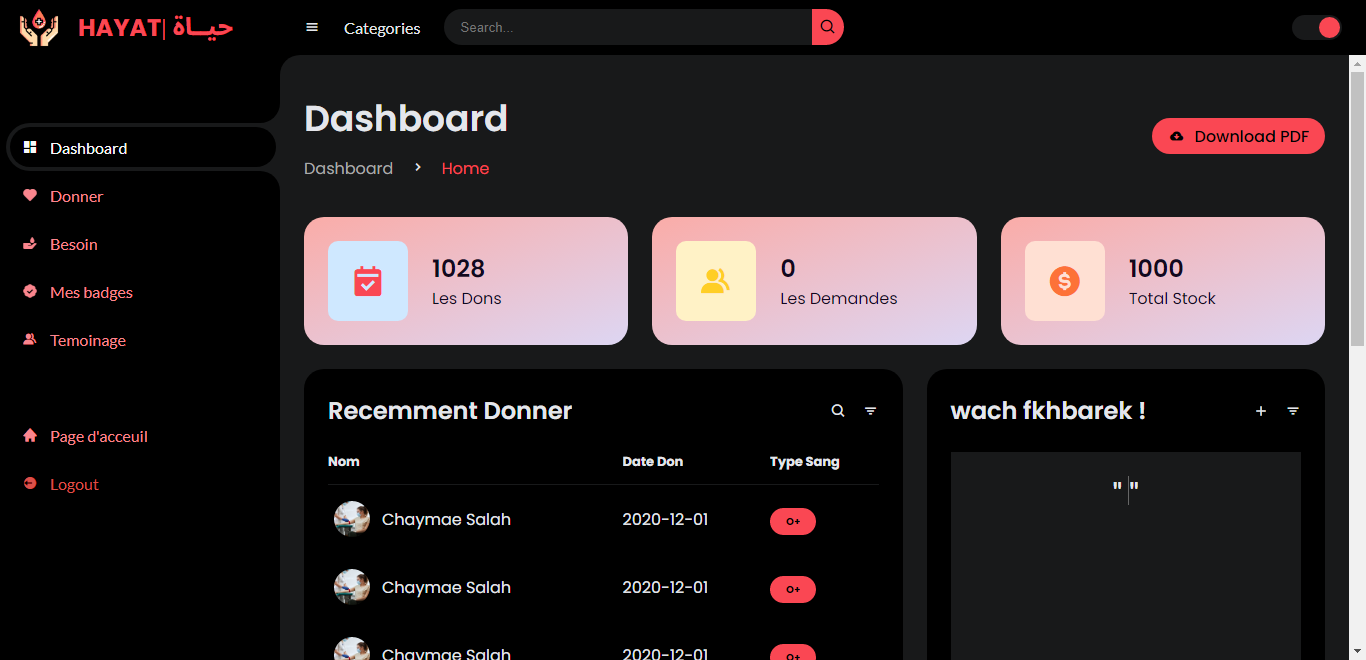 HAYAT| حيـــاة
Categories
Search...
Dashboard
Donner
Besoin
Mes badges
Temoinage
Page d'acceuil
Logout
Dashboard
Dashboard > Home
Download PDF
1028
Les Dons
0
Les Demandes
1000
Total Stock
Recemment Donner
Nom Date Don Type Sang
Chaymae Salah 2020-12-01 O+
Chaymae Salah 2020-12-01 O+
Chaymae Salah 2020-12-01 O+
wach fkhbarek !
" "